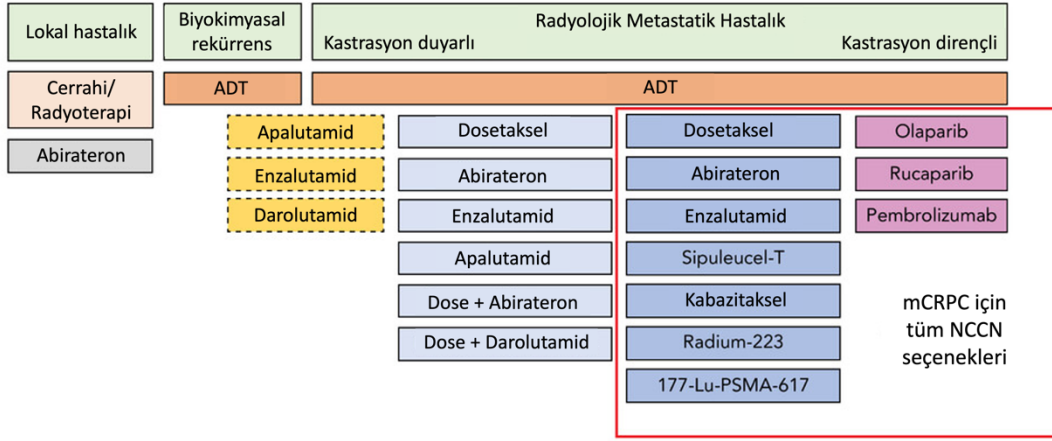 Lokal hastalık
Biyokimyasal
rekürrens
Radyolojik Metastatik Hastalık
Kastrasyon duyarlı
Kastrasyon dirençli
Cerrahi/
Radyoterapi
ADT
ADT
Abirateron
Apalutamid
Enzalutamid
Darolutamid
Dosetaksel
Abirateron
Enzalutamid
Apalutamid
Dose + Abirateron
Dose + Darolutamid
Dosetaksel
Abirateron
Enzalutamid
Sipuleucel-T
Kabazitaksel
Radium-223
177-Lu-PSMA-617
Olaparib
Rucaparib
Pembrolizumab
mCRPC için
tüm NCCN
seçenekleri